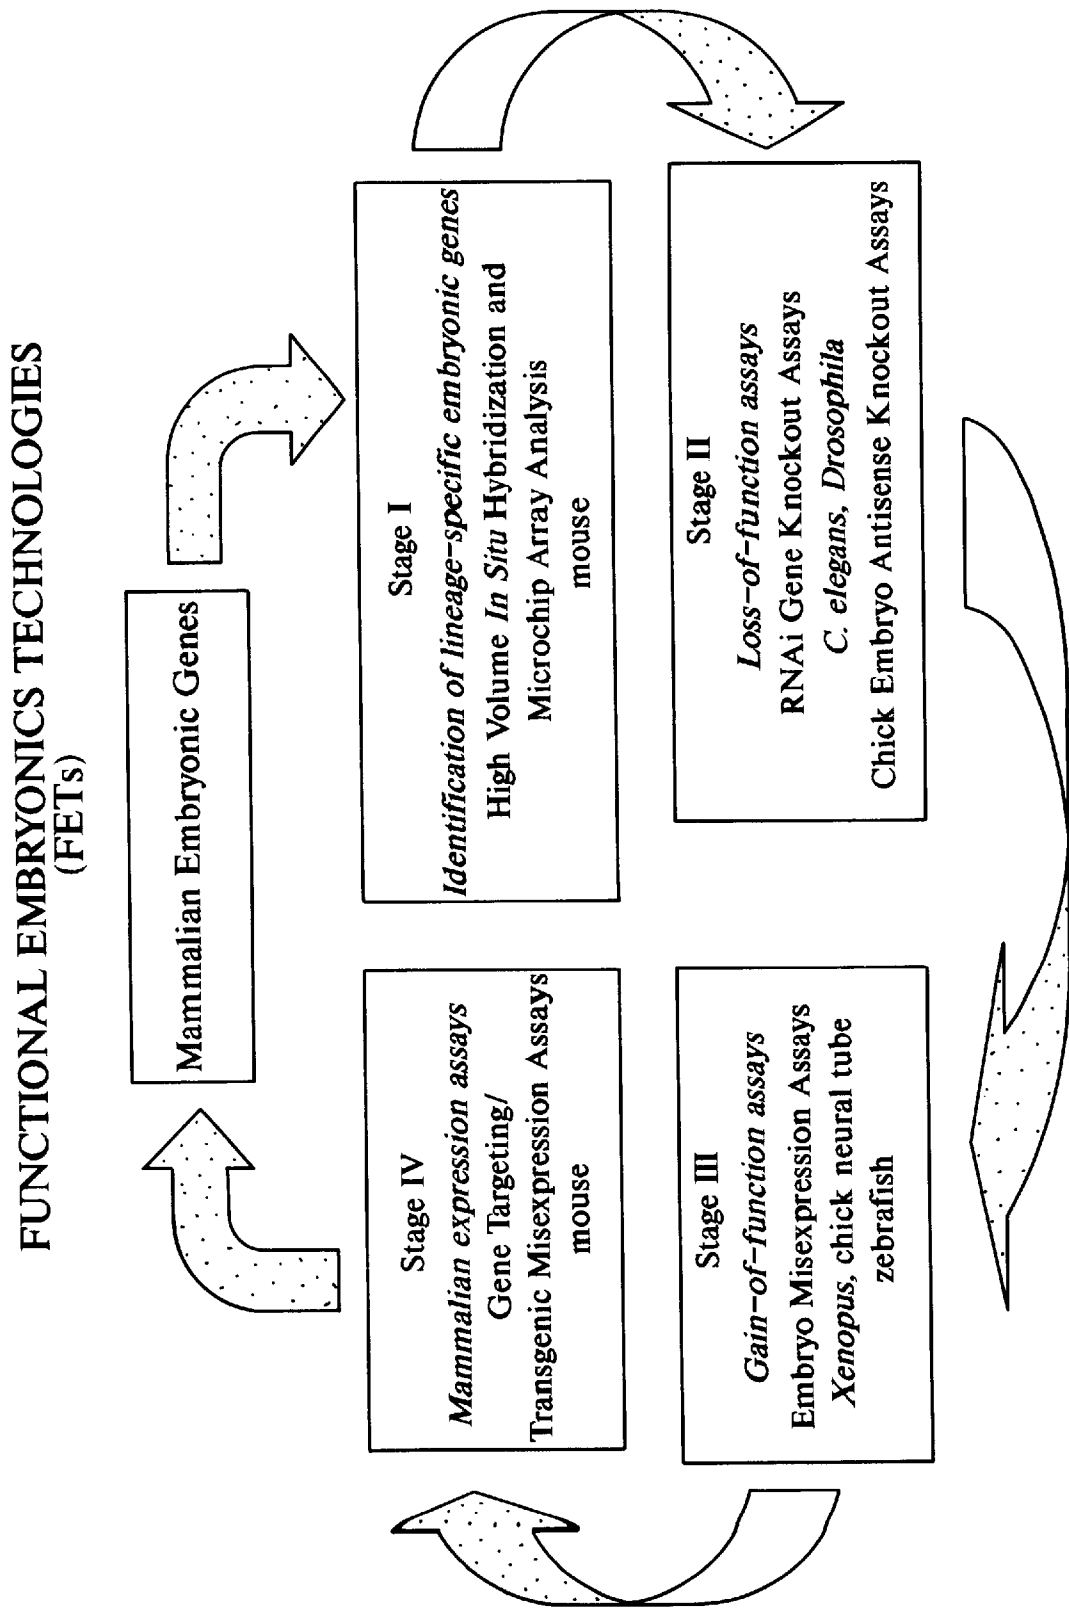 FUNCTIONAL EMBRYONICS TECHNOLOGIES
(FETs)
Mammalian Embryonic Genes
Stage I
Identification of lineage-specific embryonic genes
High Volume In Situ Hybridization and
Microchip Array Analysis
mouse
Stage II
Loss-of-function assays
RNAi Gene Knockout Assays
C. elegans, Drosophila
Chick Embryo Antisense Knockout Assays
Stage III
Gain-of-function assays
Embryo Misexpression Assays
Xenopus, chick neural tube
zebrafish
Stage IV
Mammalian expression assays
Gene Targeting/
Transgenic Misexpression Assays
mouse